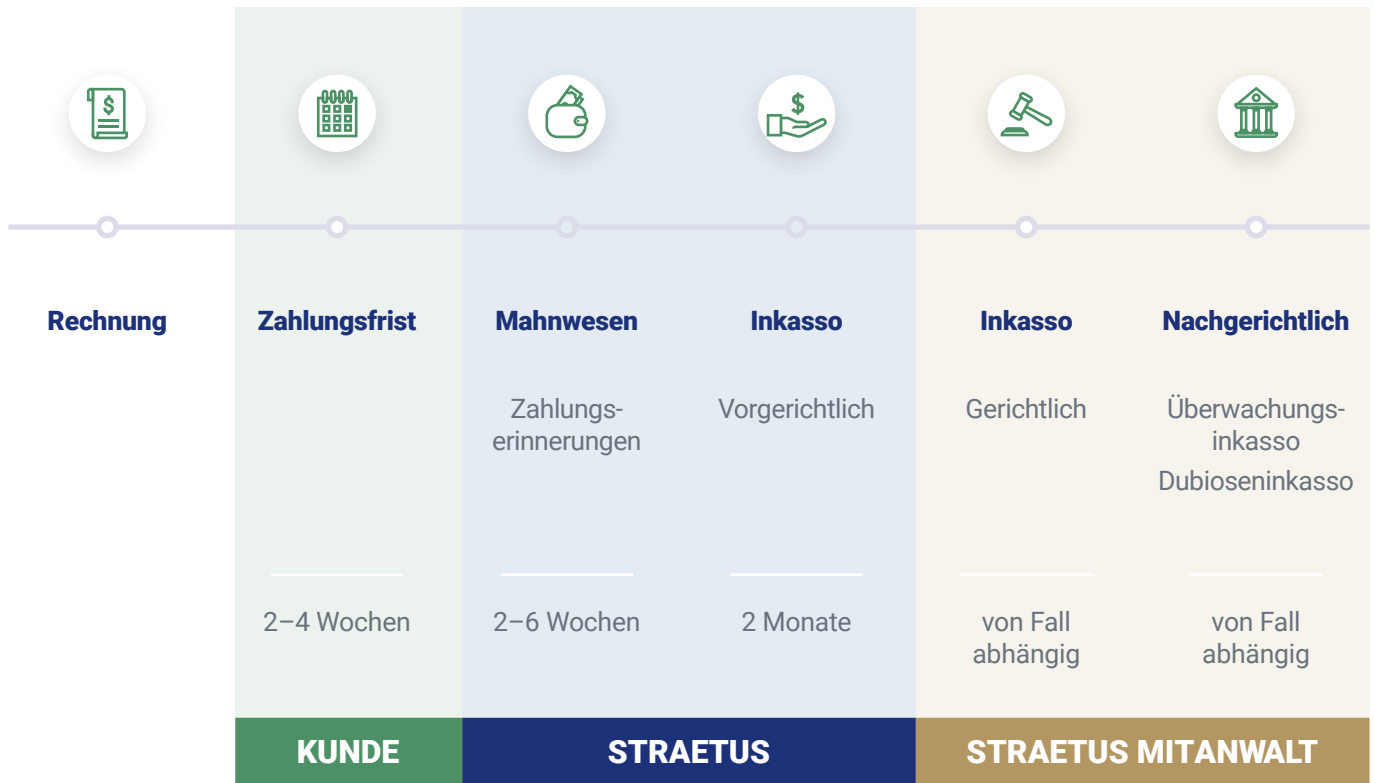 $
$
Rechnung
Zahlungsfrist
Mahnwesen
Inkasso
Inkasso
Nachgerichtlich
Zahlungs-
erinnerungen
Vorgerichtlich
Gerichtlich
Überwachungs-
inkasso
Dubioseninkasso
2–4 Wochen
2–6 Wochen
2 Monate
von Fall
abhängig
von Fall
abhängig
KUNDE
STRAETUS
STRAETUS MITANWALT